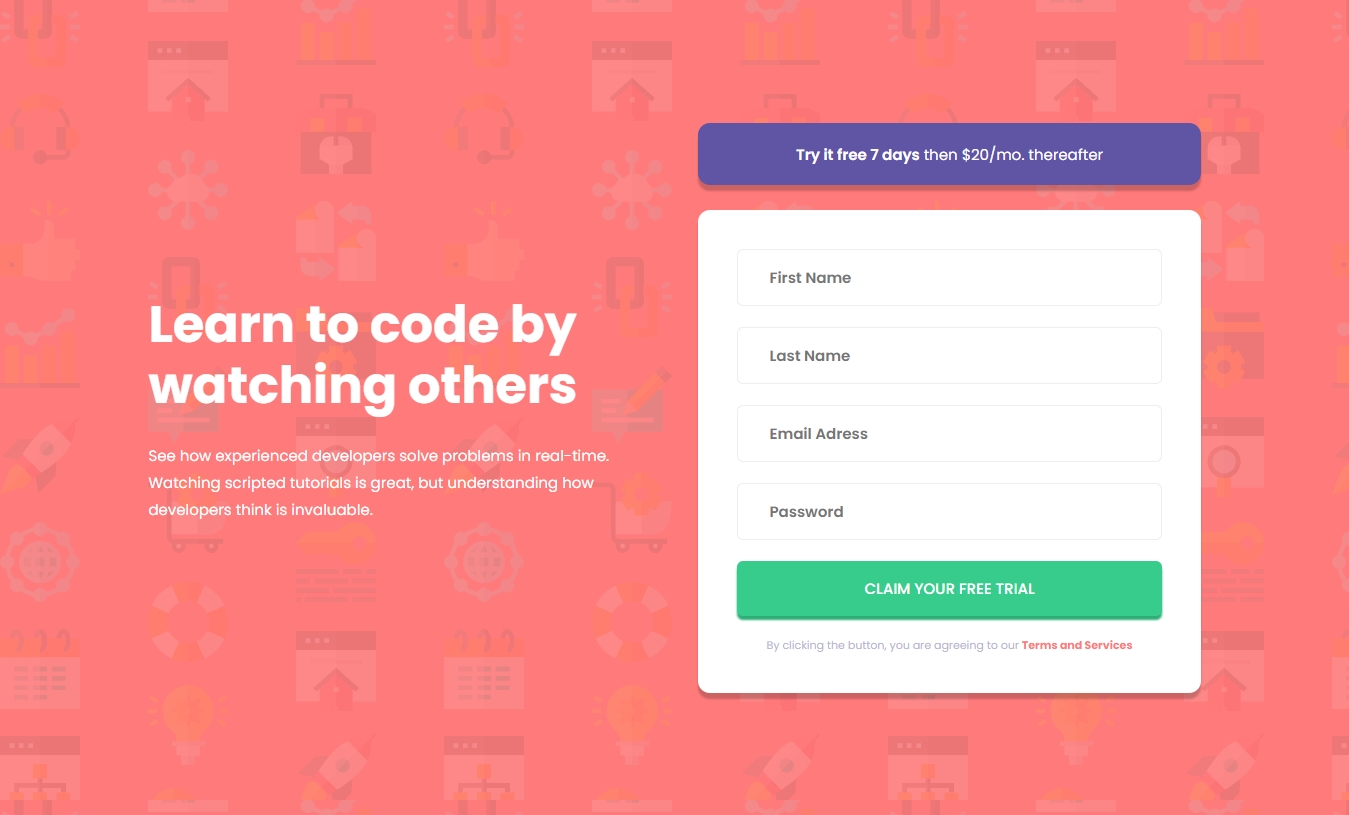 Learn to code by
watching others
See how experienced developers solve problems in real-time.
Watching scripted tutorials is great, but understanding how
developers think is invaluable.
Try it free 7 days then $20/mo. thereafter
First Name
Last Name
Email Adress
Password
CLAIM YOUR FREE TRIAL
By clicking the button, you are agreeing to our Terms and Services